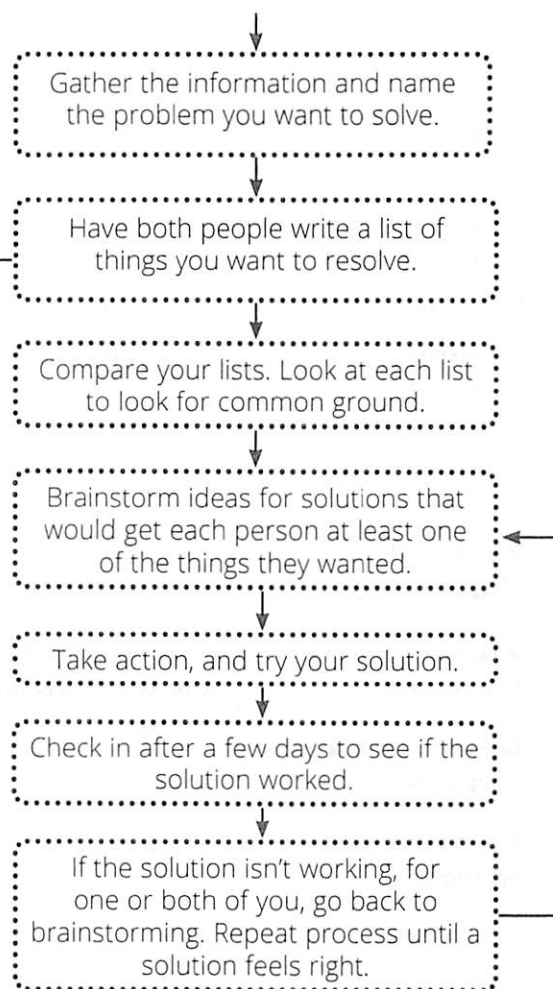 Gather the information and name
the problem you want to solve.
Have both people write a list of
things you want to resolve.
Compare your lists. Look at each list
to look for common ground.
Brainstorm ideas for solutions that
would get each person at least one
of the things they wanted.
Take action, and try your solution.
Check in after a few days to see if the
solution worked.
If the solution isn't working, for
one or both of you, go back to
brainstorming. Repeat process until a
solution feels right.